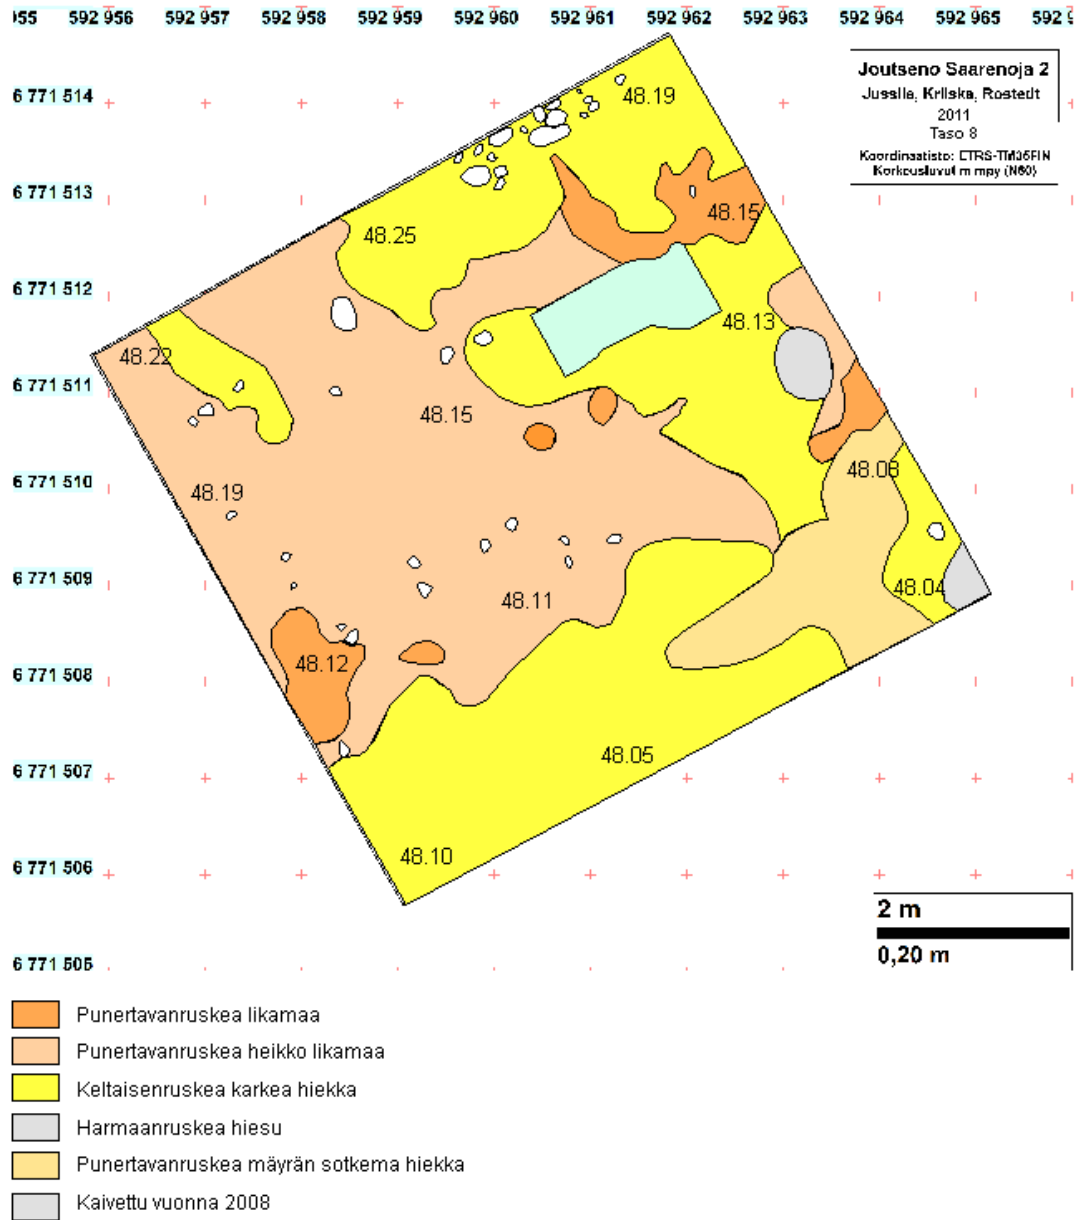 955 592 956 592 957 592 958 592 959 592 960 592 961 592 962 592 963 592 964 592 965 592 9
Joutseno Saarenoja 2
Jussila, Kriiska, Rostedt
2011
Taso 8
Koordinaatisto: ETRS-TM35FIN
Korkeusluvut m mpy (N60)
6 771 514
48.19
6 771 513
48.15
48.25
6 771 512
48.13
48.22
6 771 511
48.15
48.08
6 771 510
48.19
6 771 509
48.04
48.11
48.12
6 771 508
48.05
6 771 507
48.10
6 771 506
2 m
0,20 m
6 771 505
Punertavanruskea likamaa
Punertavanruskea heikko likamaa
Keltaisenruskea karkea hiekka
Harmaanruskea hiesu
Punertavanruskea mäyrän sotkema hiekka
Kaivettu vuonna 2008